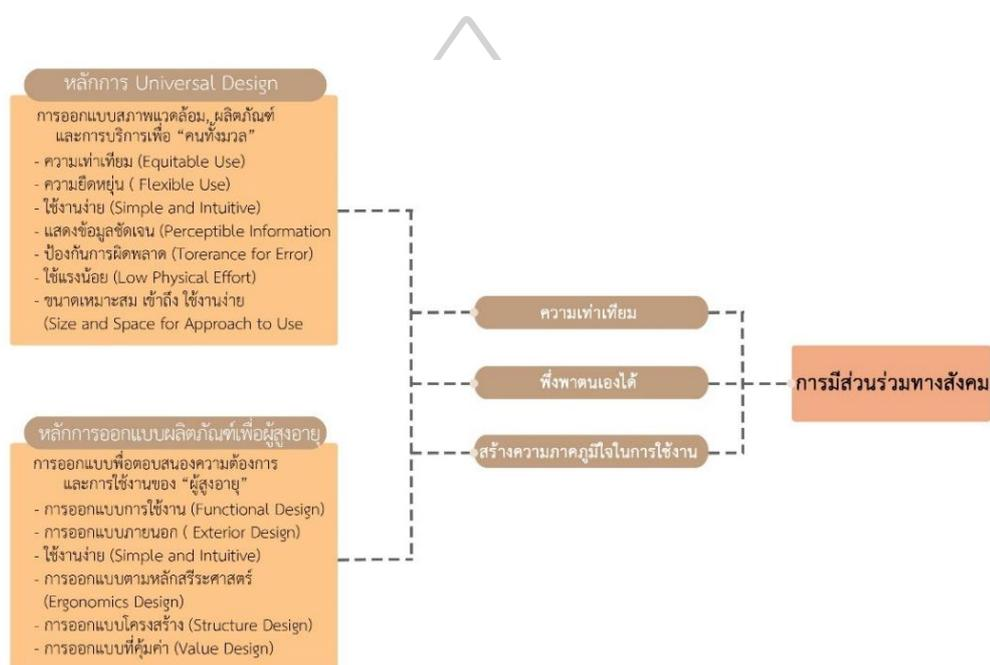 หลักการ Universal Design
การออกแบบสภาพแวดล้อม, ผลิตภัณฑ์
และการบริการเพื่อ “คนทั้งมวล”
- ความเท่าเทียม (Equitable Use)
- ความยืดหยุ่น ( Flexible Use)
- ใช้งานง่าย (Simple and Intuitive)
- แสดงข้อมูลชัดเจน (Perceptible Information
- ป้องกันการผิดพลาด (Torerance for Error)
- ใช้แรงน้อย (Low Physical Effort)
- ขนาดเหมาะสม เข้าถึง ใช้งานง่าย
(Size and Space for Approach to Use
หลักการออกแบบผลิตภัณฑ์เพื่อผู้สูงอายุ
การออกแบบพื่อตอบสนองความต้องการ
และการใช้งานของ “ผู้สูงอายุ”
- การออกแบบการใช้งาน (Functional Design)
- การออกแบบภายนอก ( Exterior Design)
- ใช้งานง่าย (Simple and Intuitive)
- การออกแบบตามหลักสรีระศาสตร์
(Ergonomics Design)
- การออกแบบโครงสร้าง (Structure Design)
- การออกแบบที่คุ้มค่า (Value Design)
ความเท่าเทียม
พึ่งพาตนเองได้
สร้างความภาคภูมิใจในการใช้งาน
การมีส่วนร่วมทางสังคม